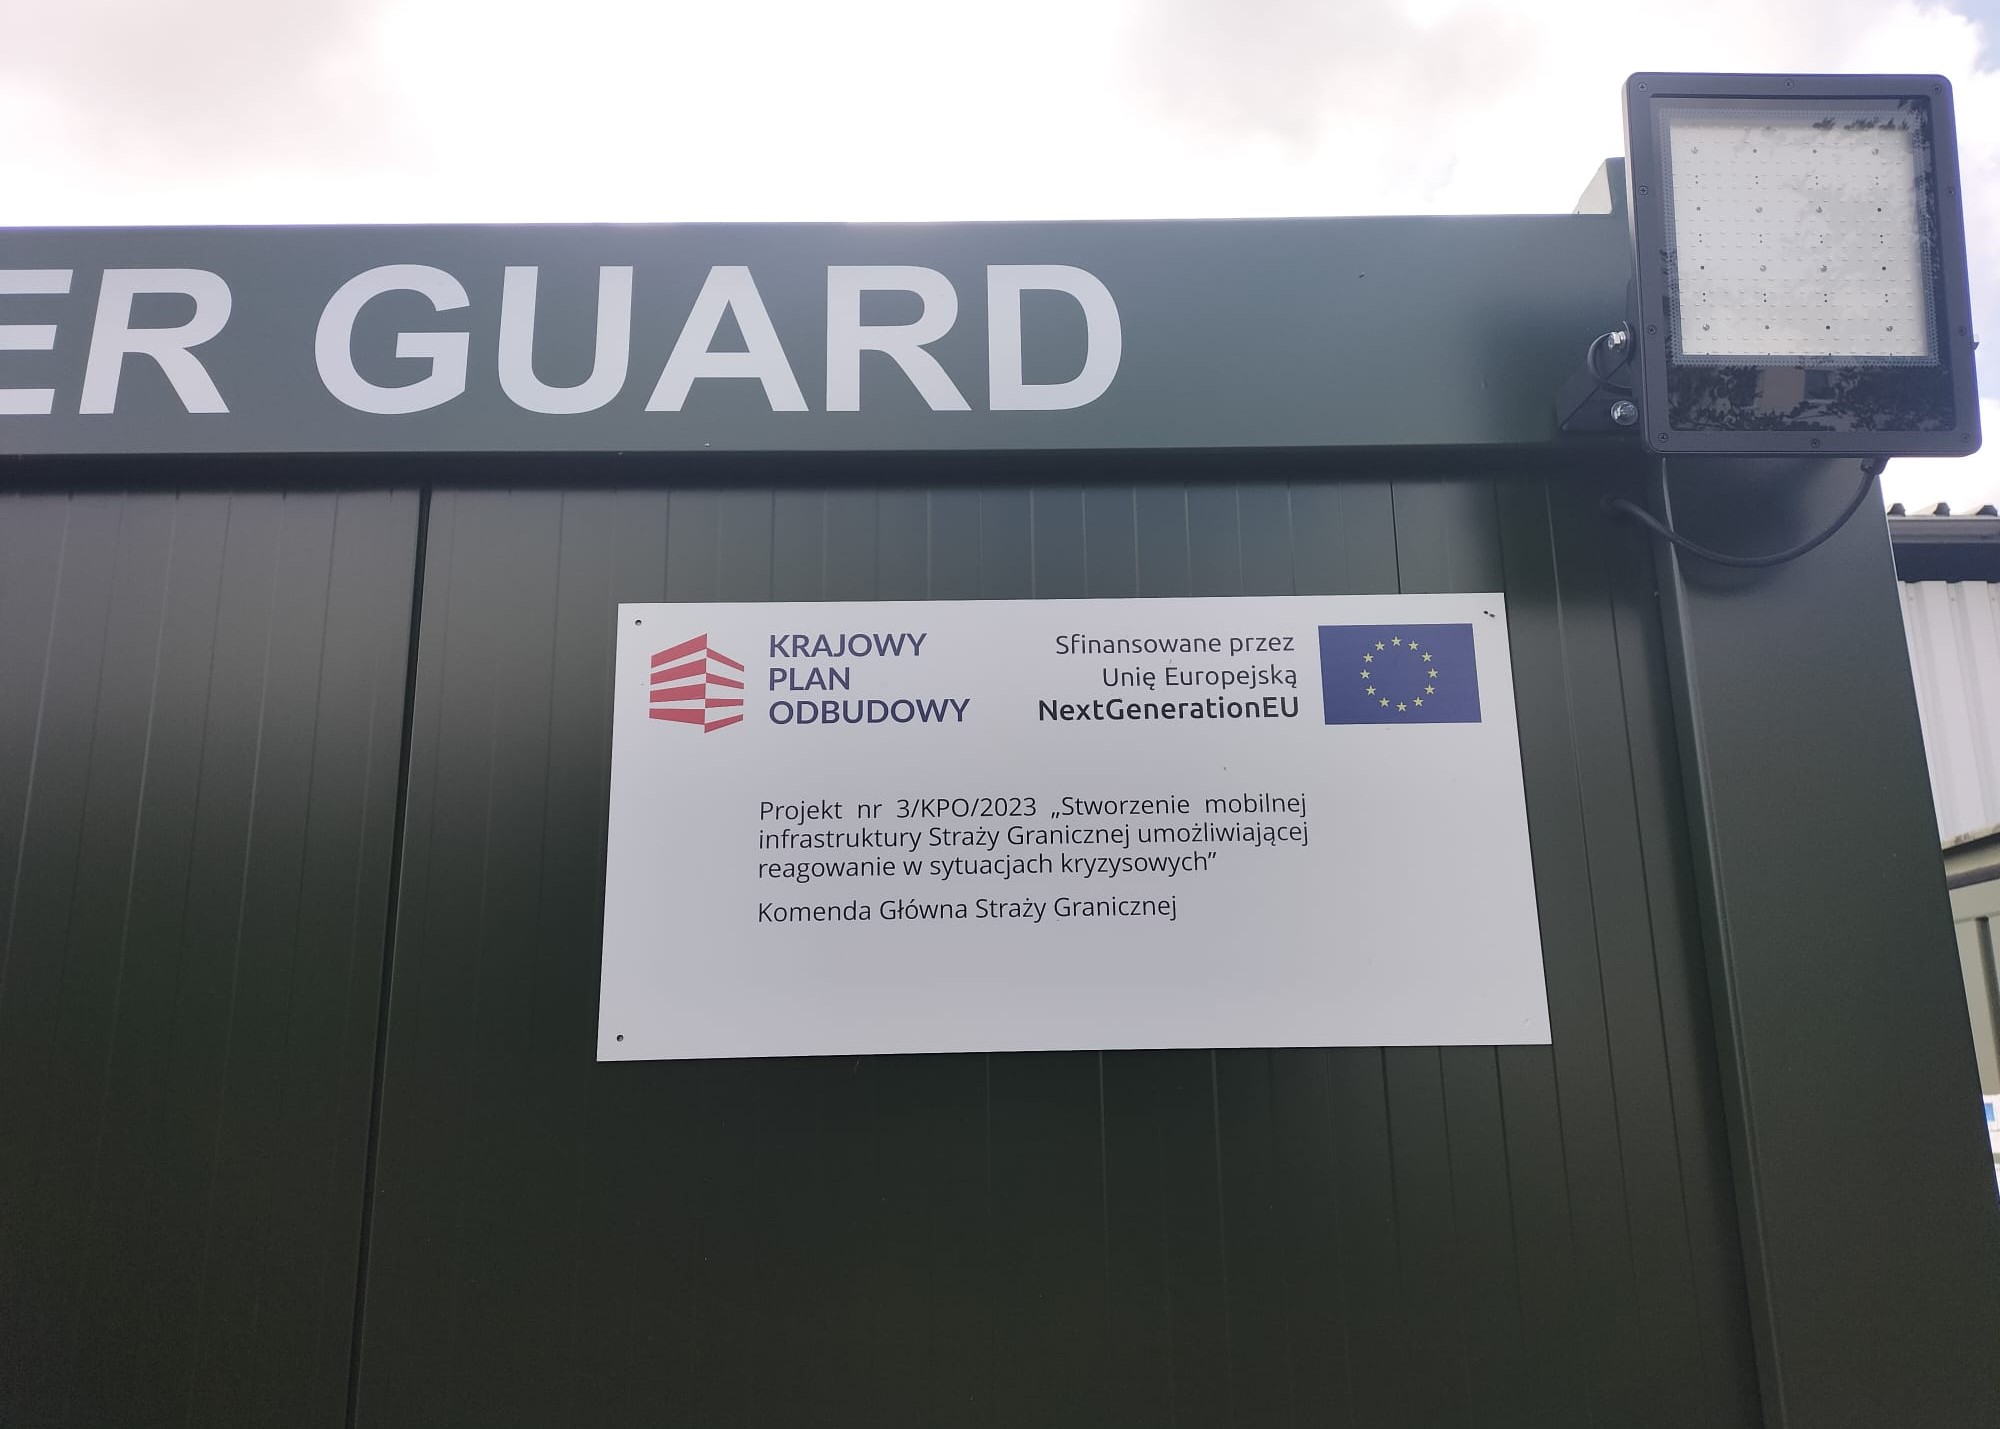 ER GUARD
KRAJOWY
PLAN
ODBUDOWY
Sfinansowane przez
Unię Europejską
NextGenerationEU
Projekt nr 3/KPO/2023 „Stworzenie mobilnej
infrastruktury Straży Granicznej umożliwiającej
reagowanie w sytuacjach kryzysowych”
Komenda Główna Straży Granicznej